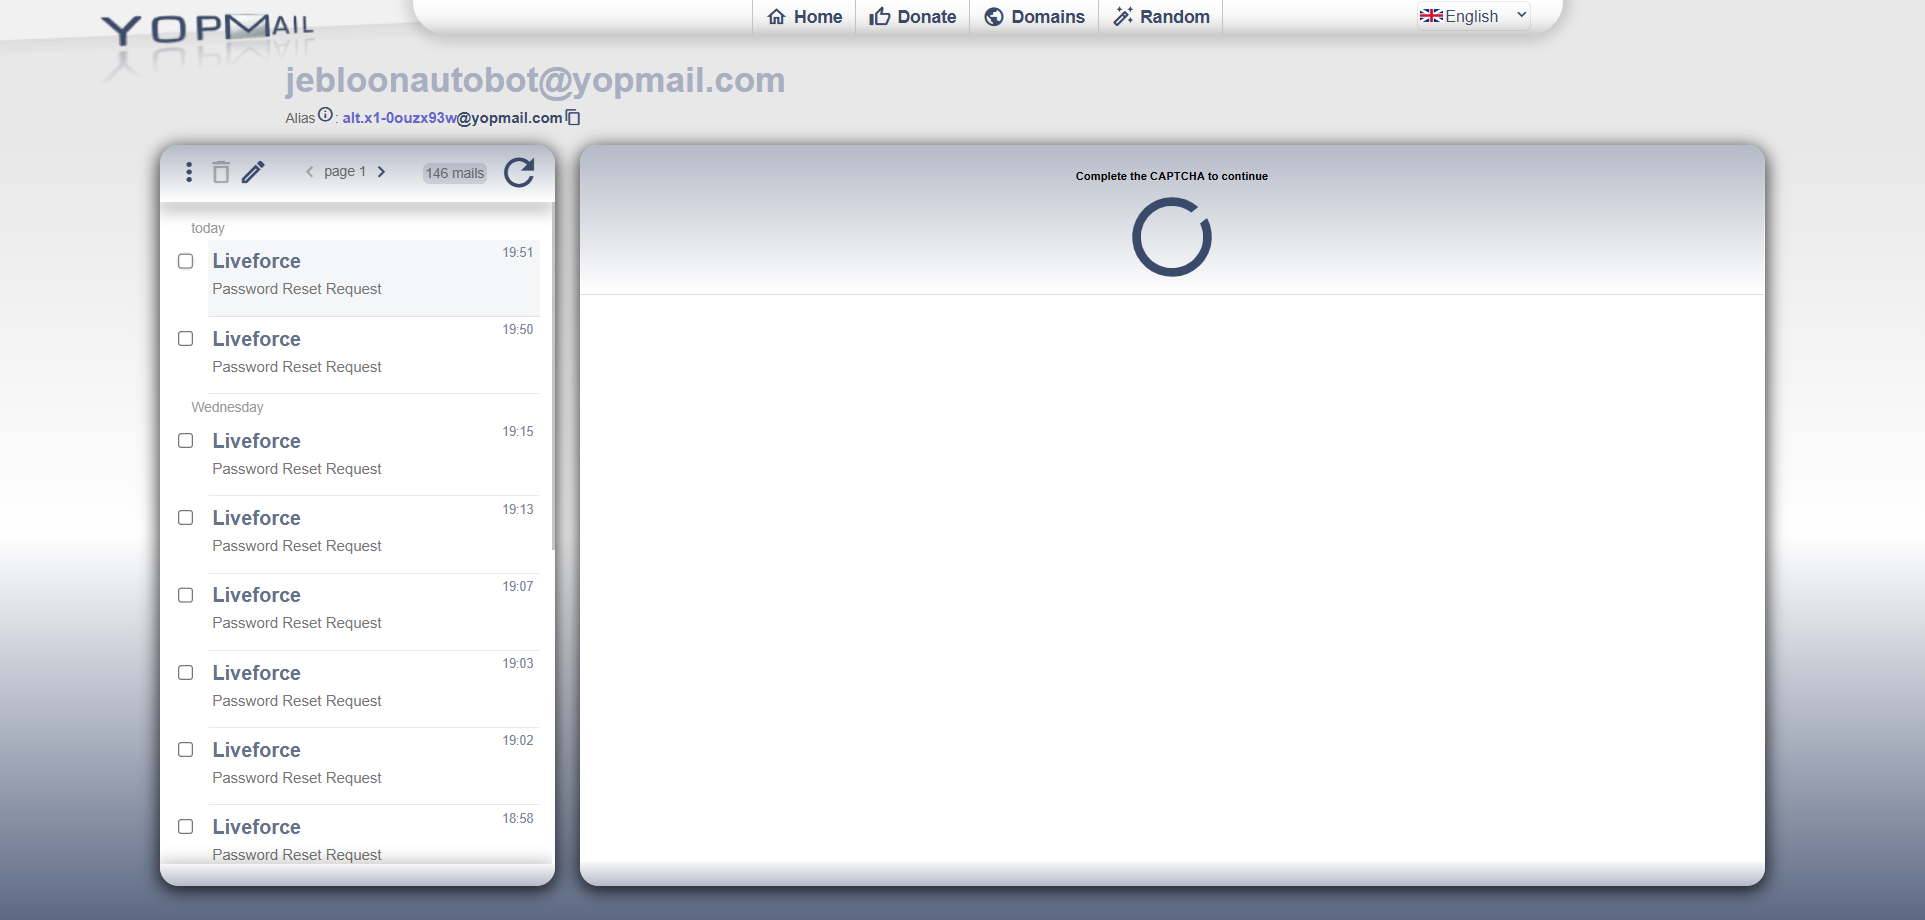 YOPMAIL
Home
Donate
Domains
Random
English
jebloonautobot@yopmail.com
Alias : alt.x1-0ouzx93w@yopmail.com
page 1
146 mails
today
Liveforce
19:51
Password Reset Request
Liveforce
19:50
Password Reset Request
Wednesday
Liveforce
19:15
Password Reset Request
Liveforce
19:13
Password Reset Request
Liveforce
19:07
Password Reset Request
Liveforce
19:03
Password Reset Request
Liveforce
19:02
Password Reset Request
Liveforce
18:58
Password Reset Request
Complete the CAPTCHA to continue